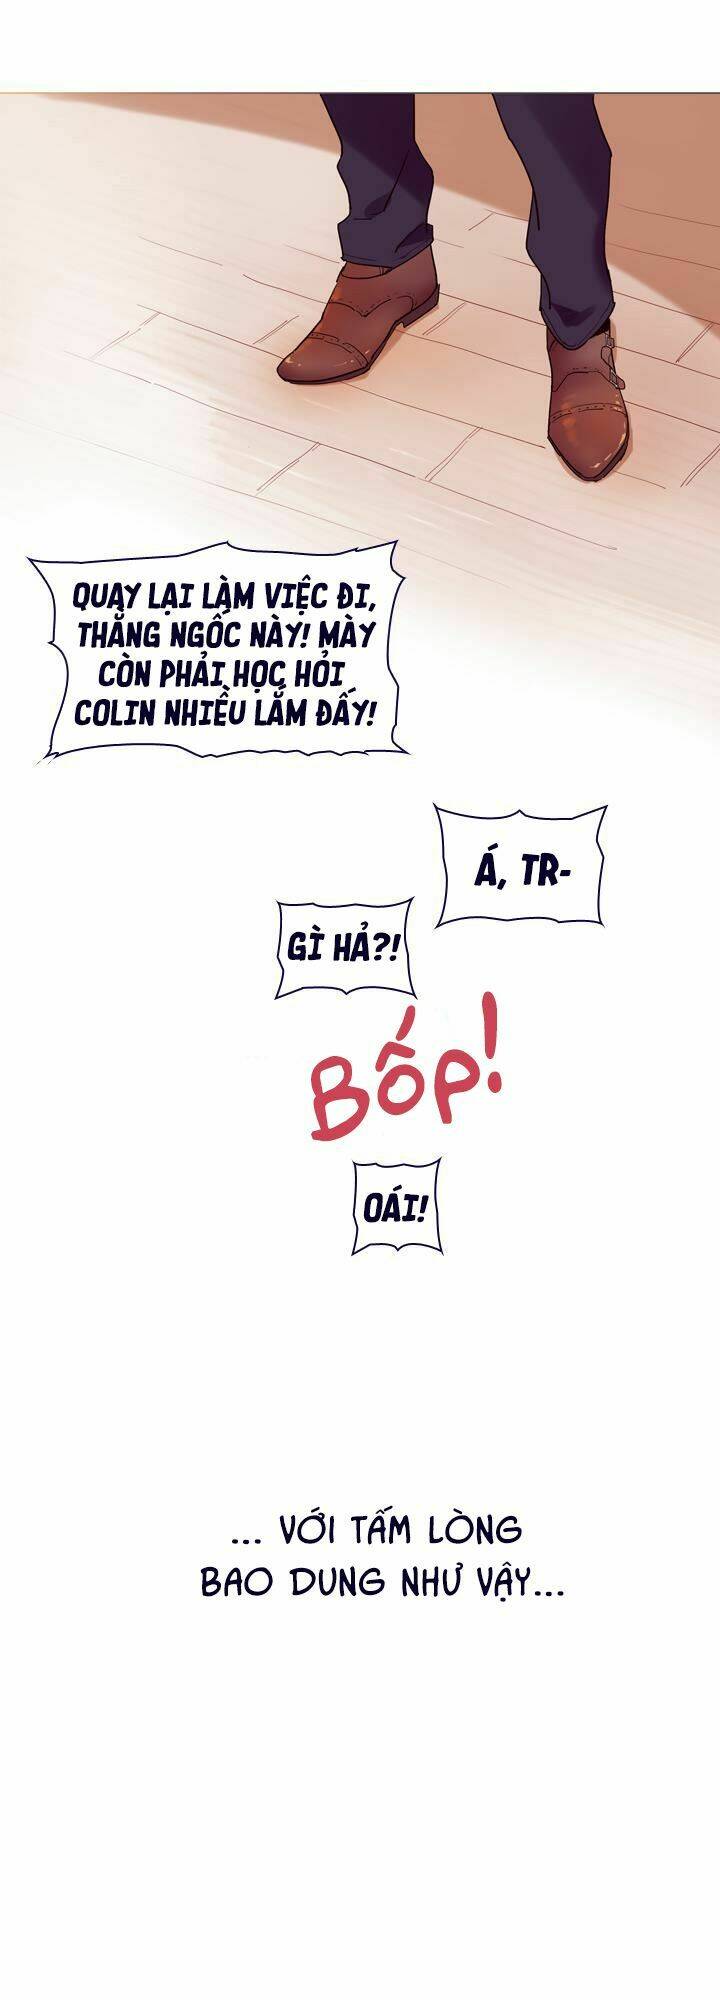 QUAY LẠI LÀM VIỆC ĐI,
THẰNG NGỐC NÀY! MÀY
CÒN PHẢI HỌC HỎI
COLIN NHIỀU LẮM ĐẤY!
Á, TR-
GÌ HẢ?!
BỐP!
OÁI!
... VỚI TẤM LÒNG
BAO DUNG NHƯ VẬY...